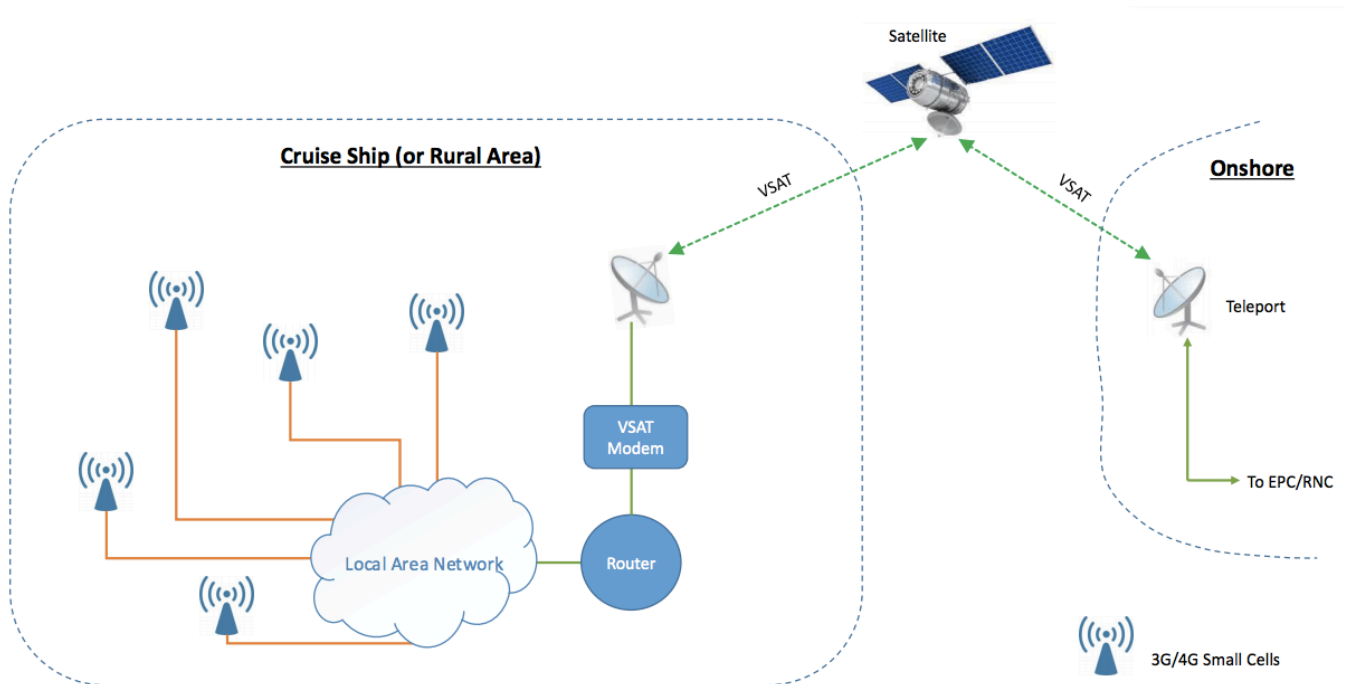 Satellite
Cruise Ship (or Rural Area)
Onshore
VSAT
VSAT
Teleport
VSAT
Modem
To EPC/RNC
Local Area Network
Router
3G/4G Small Cells